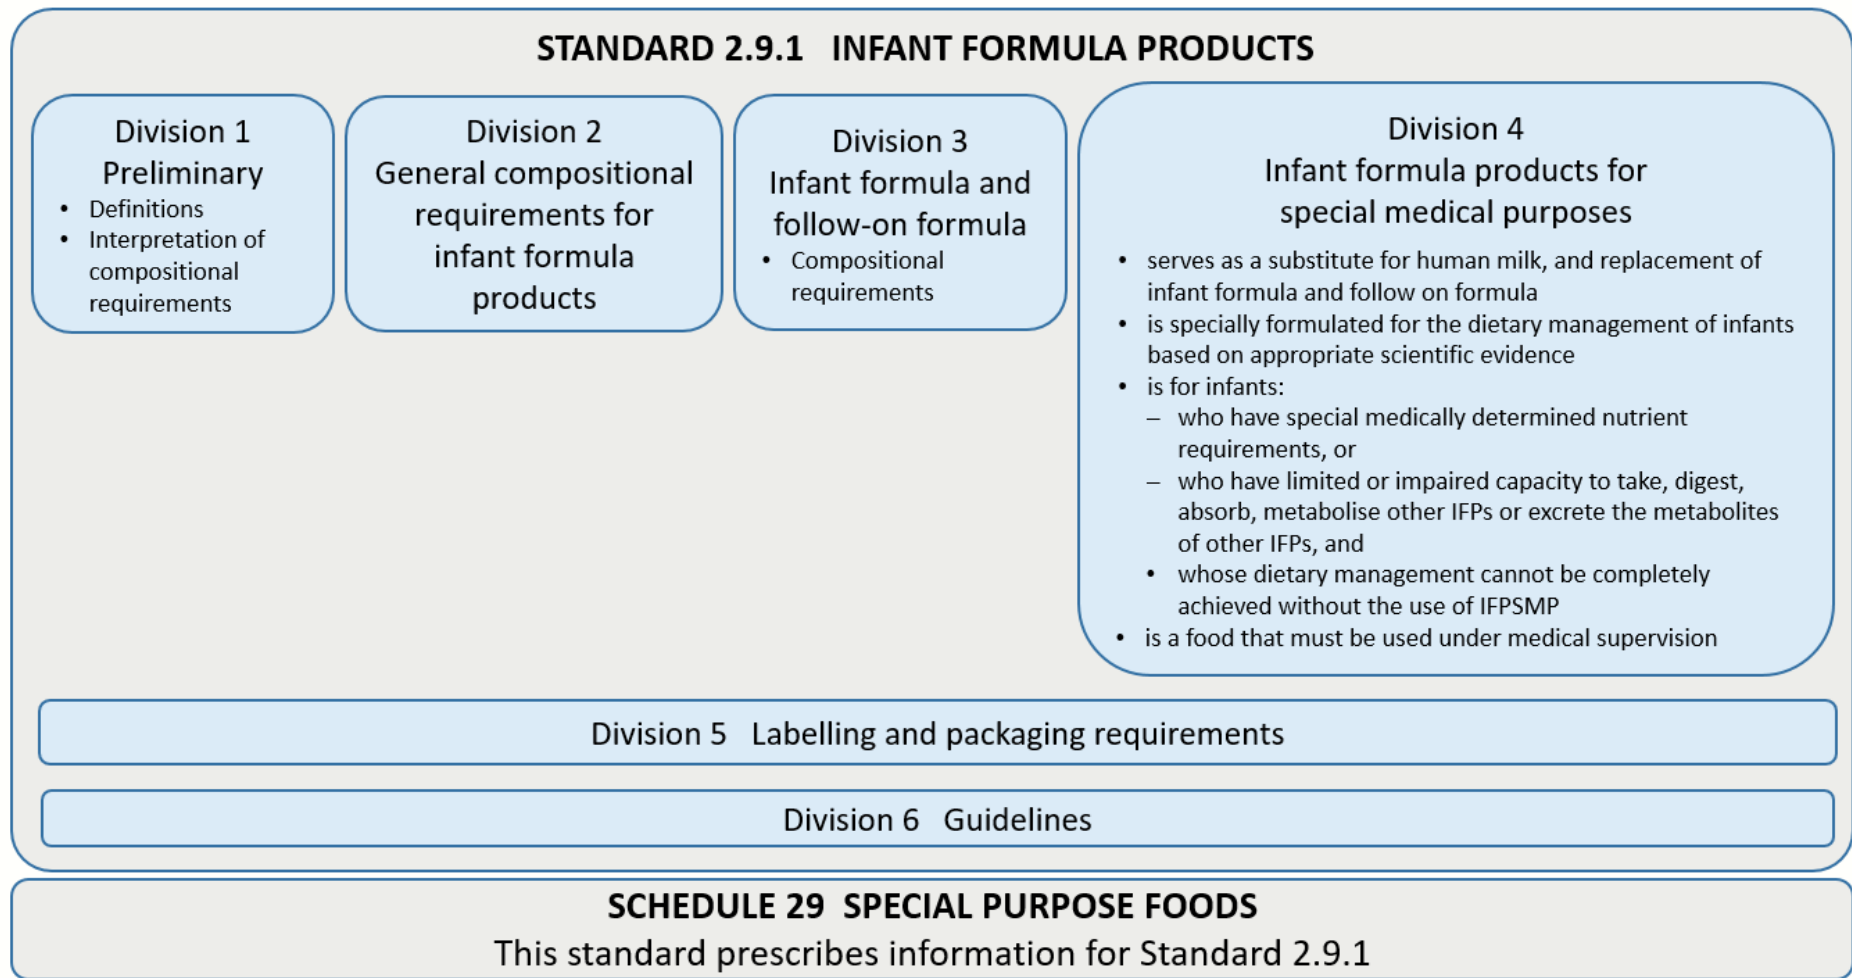 STANDARD 2.9.1   INFANT FORMULA PRODUCTS
Division 1
Preliminary
• Definitions
• Interpretation of
compositional
requirements
Division 2
General compositional
requirements for
infant formula
products
Division 3
Infant formula and
follow-on formula
• Compositional
requirements
Division 4
Infant formula products for
special medical purposes
• serves as a substitute for human milk, and replacement of
infant formula and follow on formula
• is specially formulated for the dietary management of infants
based on appropriate scientific evidence
• is for infants:
– who have special medically determined nutrient
requirements, or
– who have limited or impaired capacity to take, digest,
absorb, metabolise other IFPs or excrete the metabolites
of other IFPs, and
• whose dietary management cannot be completely
achieved without the use of IFPSMP
• is a food that must be used under medical supervision
Division 5   Labelling and packaging requirements
Division 6   Guidelines
SCHEDULE 29  SPECIAL PURPOSE FOODS
This standard prescribes information for Standard 2.9.1